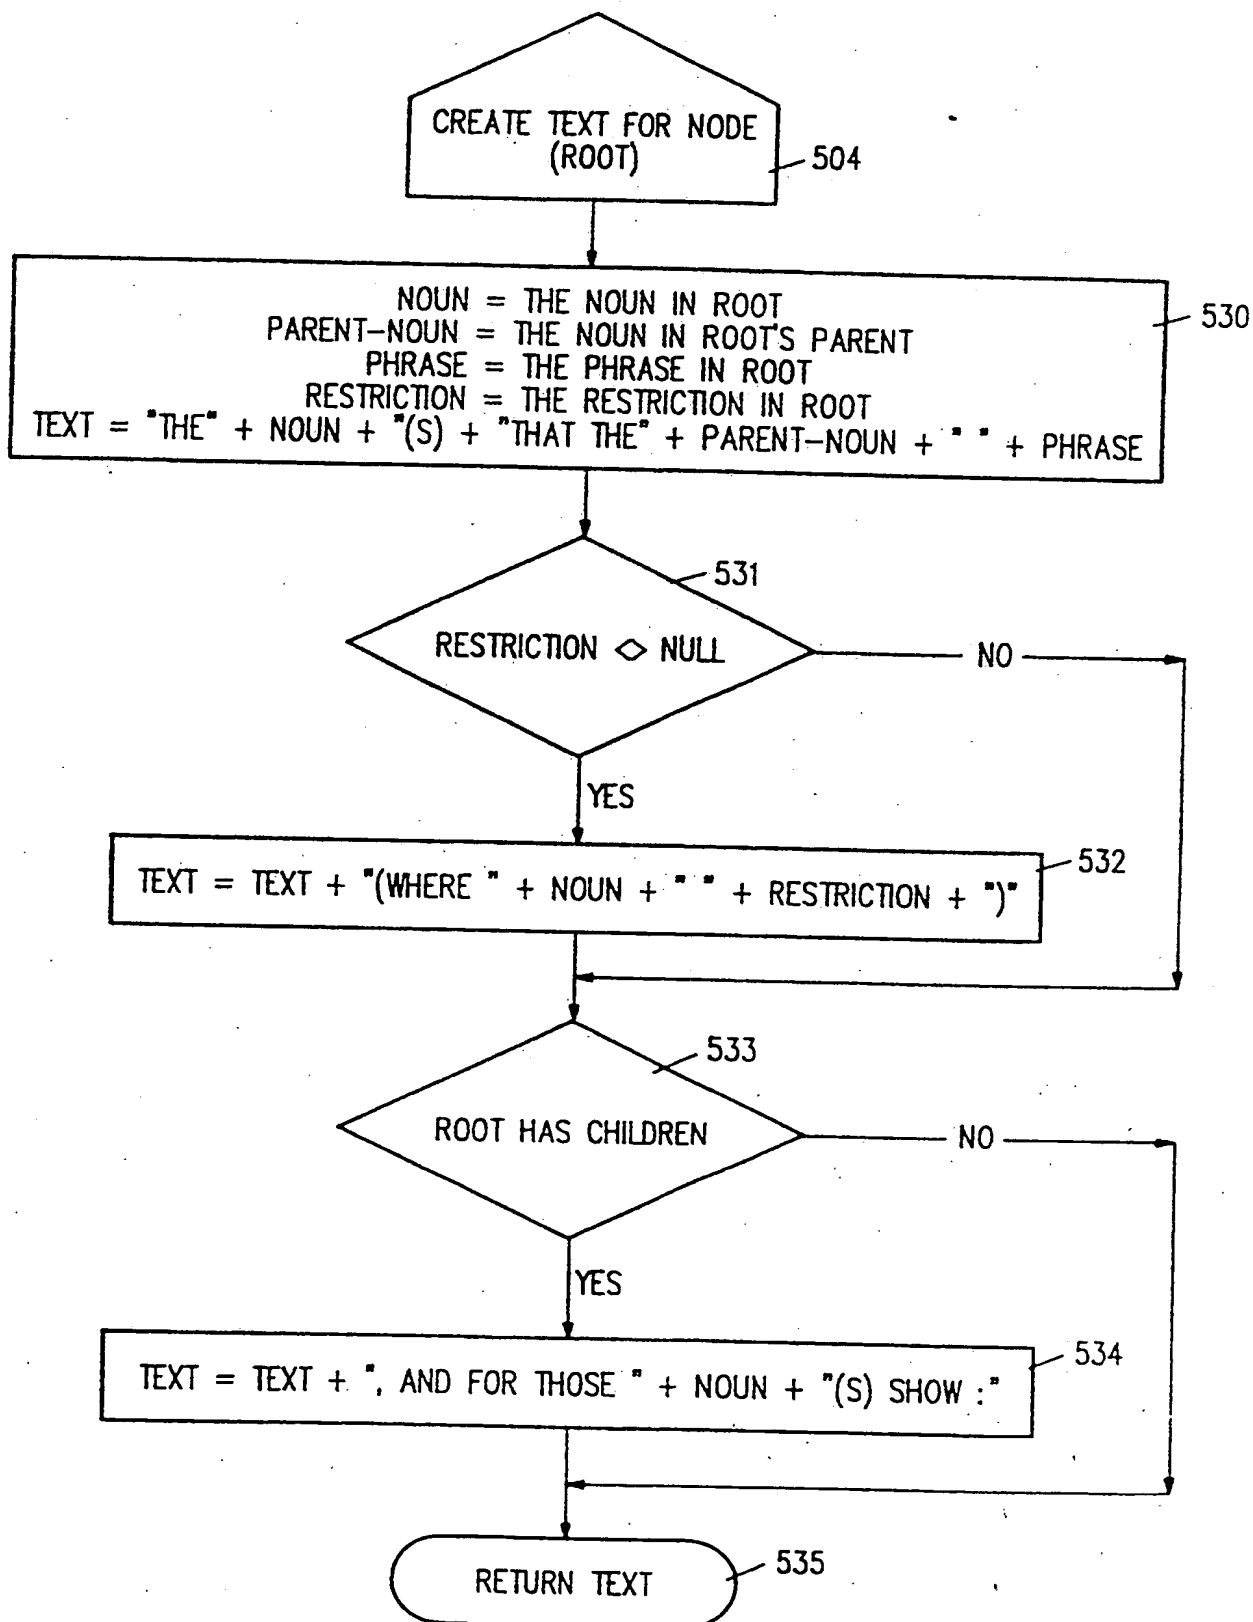 CREATE TEXT FOR NODE
(ROOT)
504
NOUN = THE NOUN IN ROOT
PARENT-NOUN = THE NOUN IN ROOT'S PARENT
PHRASE = THE PHRASE IN ROOT
RESTRICTION = THE RESTRICTION IN ROOT
TEXT = "THE" + NOUN + "(S) + "THAT THE" + PARENT-NOUN + " " + PHRASE
530
531
RESTRICTION <> NULL
NO
YES
532
TEXT = TEXT + "(WHERE " + NOUN + " " + RESTRICTION + ")"
533
ROOT HAS CHILDREN
NO
YES
534
TEXT = TEXT + ", AND FOR THOSE " + NOUN + "(S) SHOW :"
RETURN TEXT
535